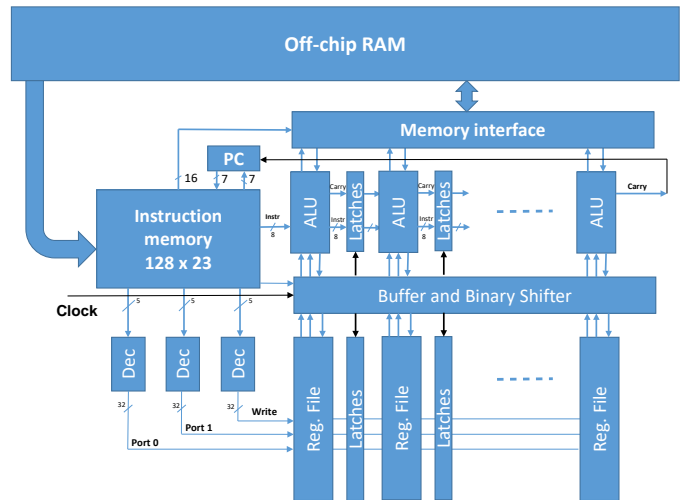 Off-chip RAM
Memory interface
PC
16
7
7
Instruction
memory
128 x 23
Instr
8
ALU
Carry
Instr
8
Latches
ALU
Carry
Instr
8
Latches
ALU
Carry
Buffer and Binary Shifter
Clock
5
5
5
Dec
Dec
Dec
32
32
32
Write
Port 1
Port 0
Reg. File
Latches
Reg. File
Latches
Reg. File